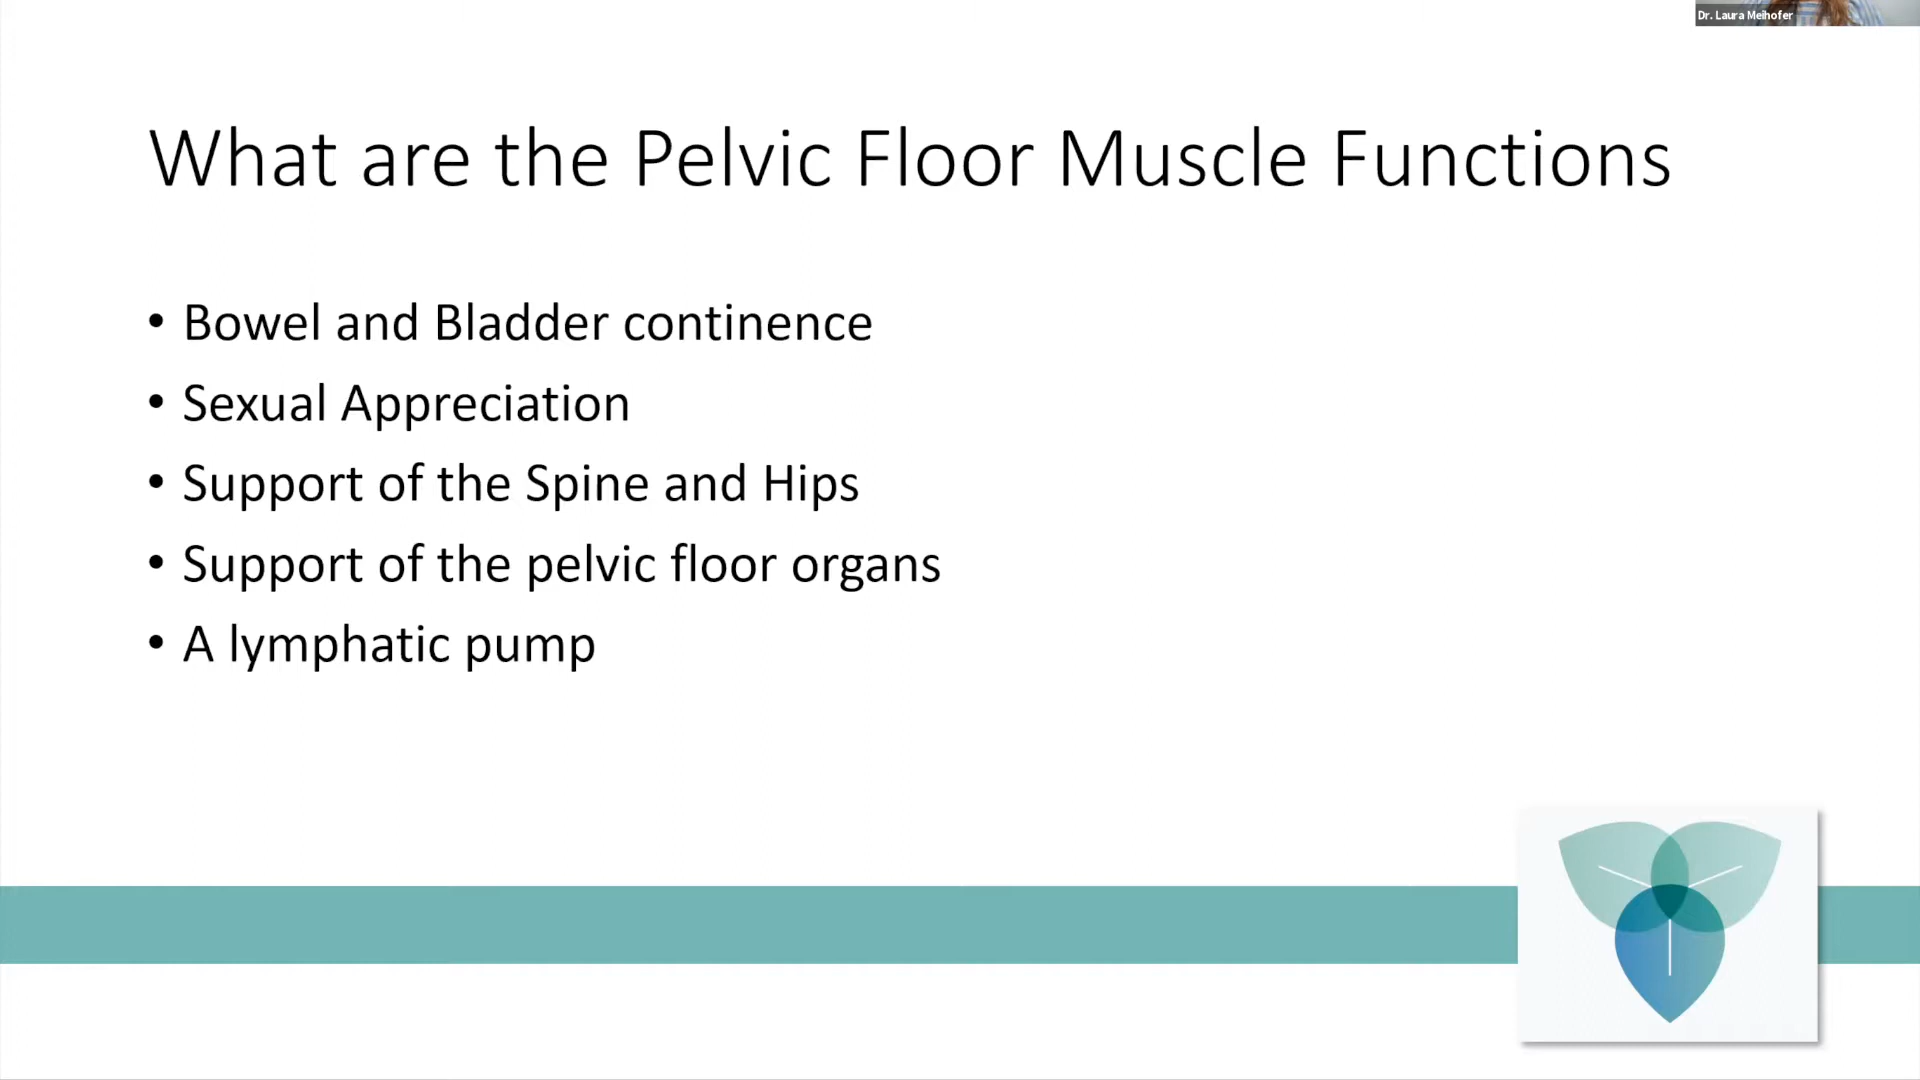 Dr. Laura Meihofer
What are the Pelvic Floor Muscle Functions
• Bowel and Bladder continence
• Sexual Appreciation
• Support of the Spine and Hips
• Support of the pelvic floor organs
• A lymphatic pump